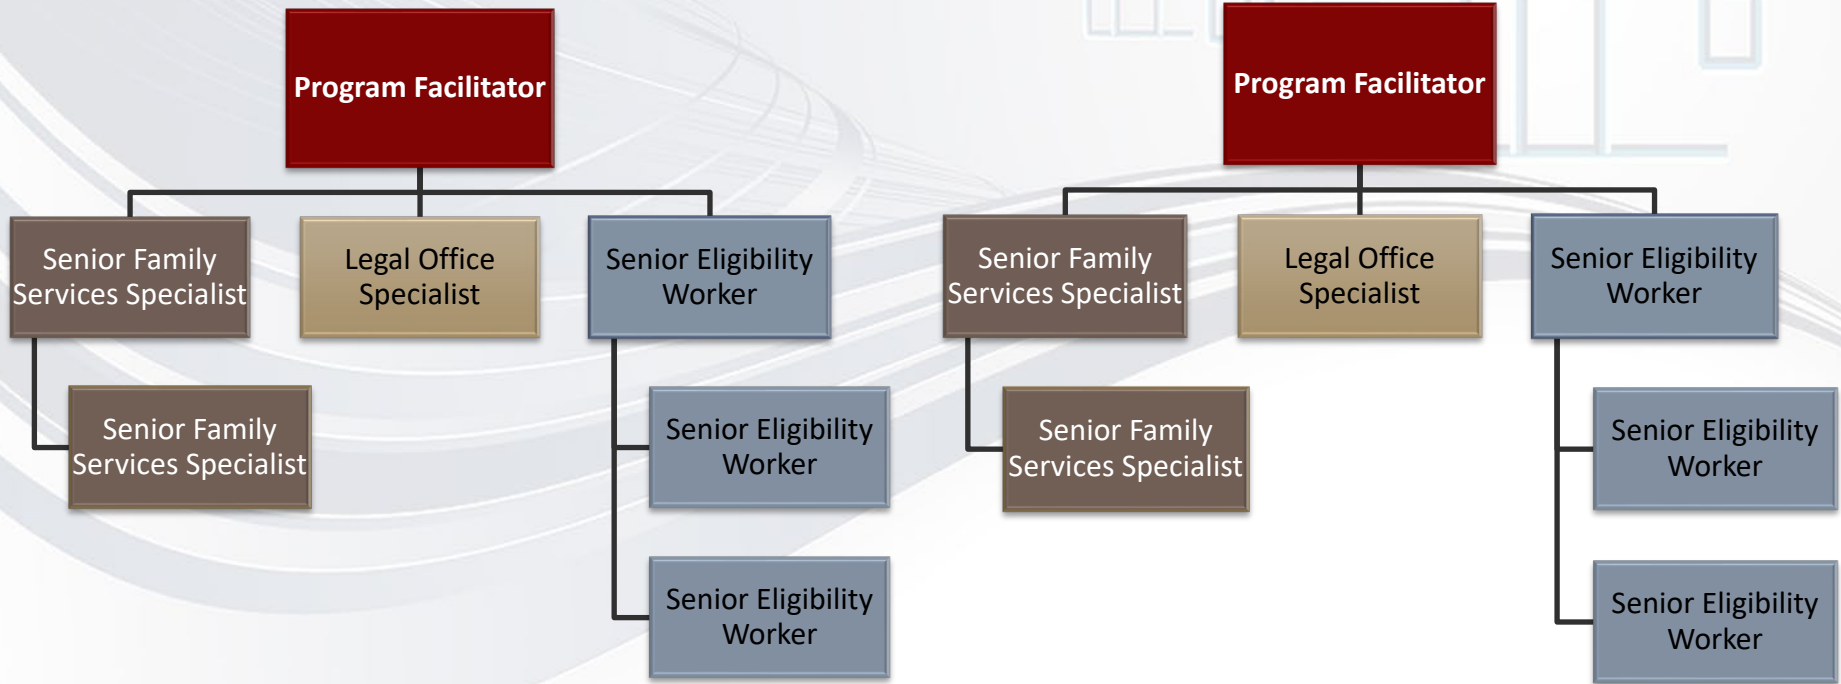 Program Facilitator
Senior Family
Services Specialist
Legal Office
Specialist
Senior Eligibility
Worker
Senior Family
Services Specialist
Senior Eligibility
Worker
Senior Eligibility
Worker
Program Facilitator
Senior Family
Services Specialist
Legal Office
Specialist
Senior Eligibility
Worker
Senior Family
Services Specialist
Senior Eligibility
Worker
Senior Eligibility
Worker